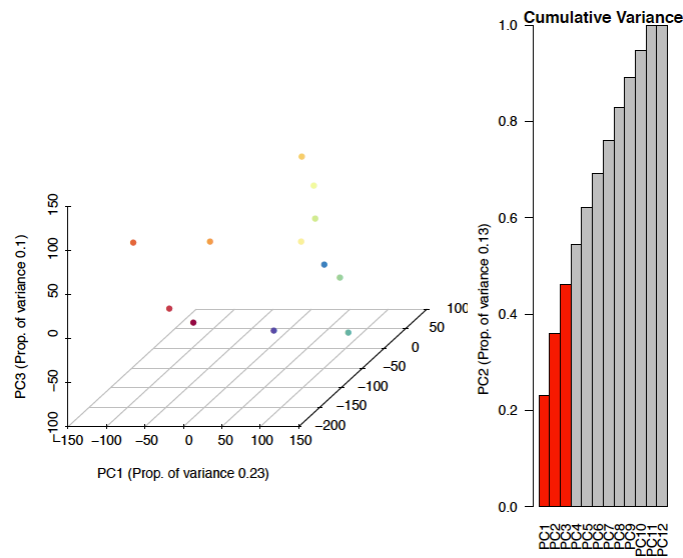 Cumulative Variance
PC3 (Prop. of variance 0.1)
150
100
50
0
−50
−100
−150
−100
−50
0
50
100
150
PC1 (Prop. of variance 0.23)
100
50
0
−50
−100
−150
−200
PC2 (Prop. of variance 0.13)
1.0
0.8
0.6
0.4
0.2
0.0
PC1
PC2
PC3
PC4
PC5
PC6
PC7
PC8
PC9
PC10
PC11
PC12